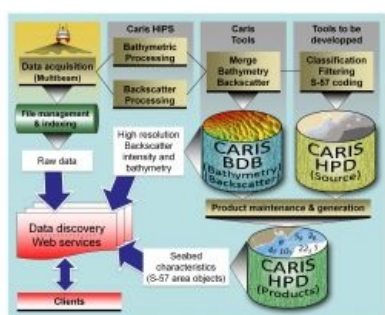 Caris HIPS
Caris
Tools
Tools to be
developped
Data acquisition
(Multibeam)
Bathymetric
Processing
Backscatter
Processing
Merge
Bathymetry
Backscatter
Classification
Filtering
S-57 coding
File management
& indexing
High resolution
Backscatter
intensity and
bathymetry
CARIS
BDB
(Bathymetry)
Backscatter)
CARIS
HPD
(Source)
Raw data
Product maintenance & generation
Data discovery
Web services
Seabed
characteristics
(S-57 area objects)
CARIS
HPD
(Products)
Clients